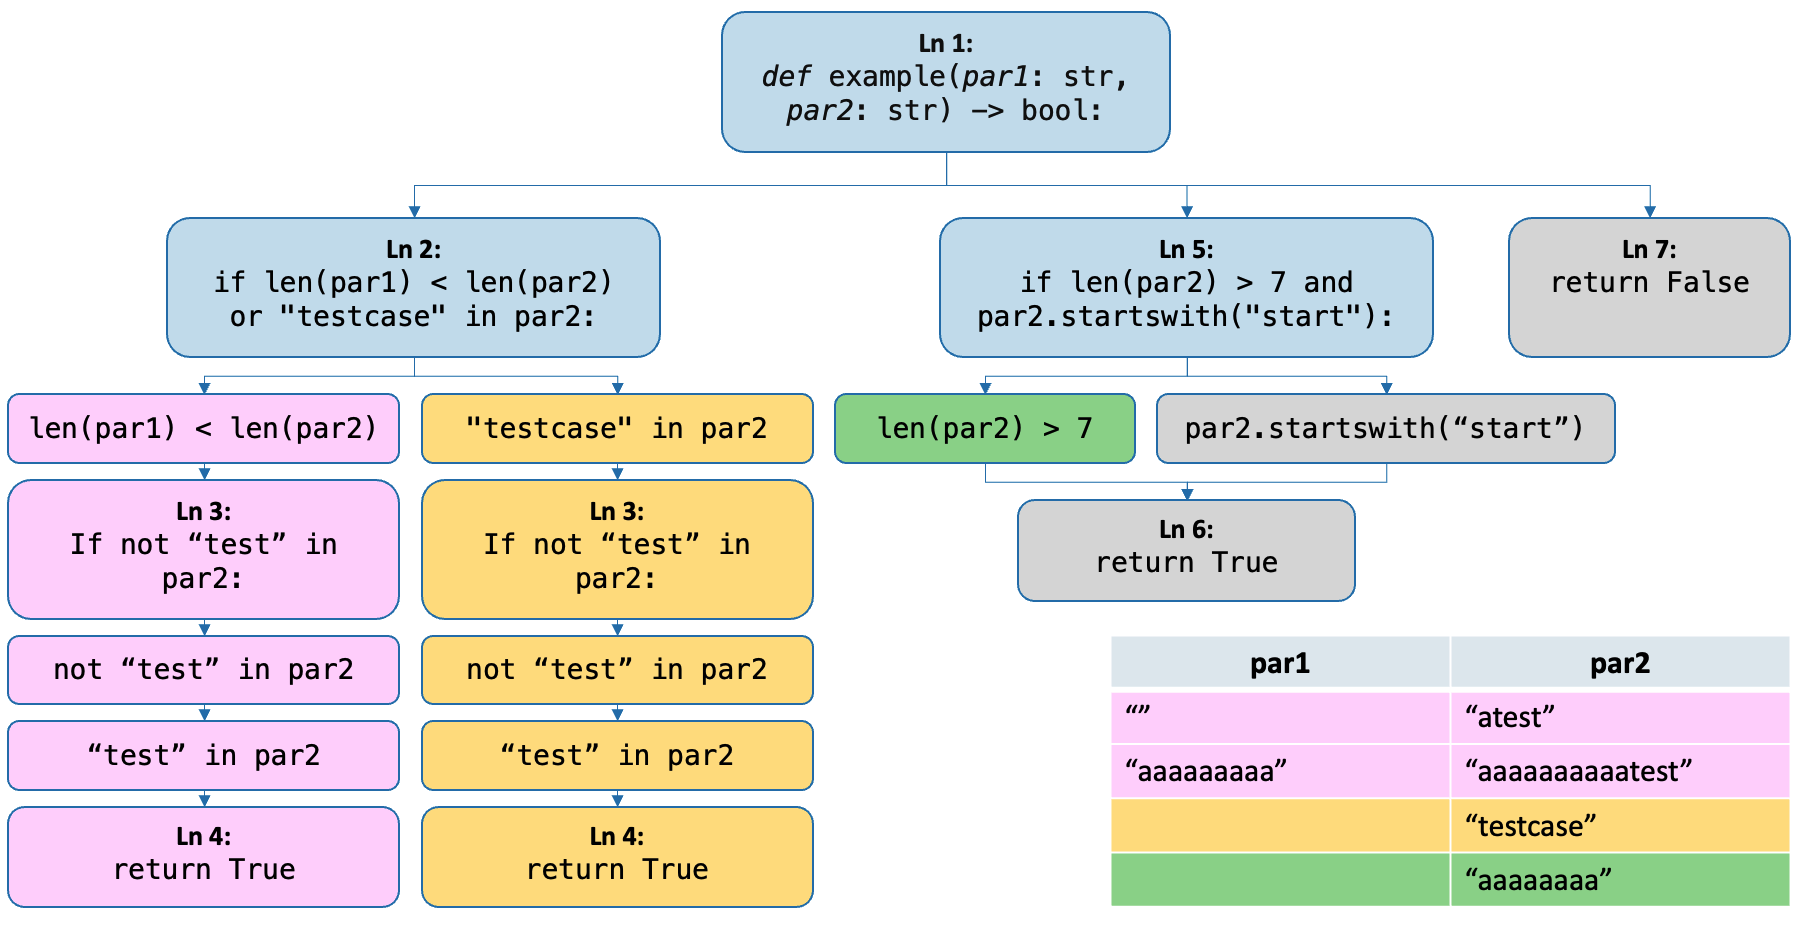 Ln 1:
def example(par1: str,
par2: str) –> bool:
Ln 2:
if len(par1) < len(par2)
or "testcase" in par2:
Ln 5:
if len(par2) > 7 and
par2.startswith("start"):
Ln 7:
return False
len(par1) < len(par2)
"testcase" in par2
len(par2) > 7
par2.startswith(“start”)
Ln 3:
If not “test” in
par2:
Ln 3:
If not “test” in
par2:
Ln 6:
return True
not “test” in par2
not “test” in par2
“test” in par2
“test” in par2
Ln 4:
return True
Ln 4:
return True
par1 par2
“” “atest”
“aaaaaaaaa” “aaaaaaaaaatest”
“testcase”
“aaaaaaaa”